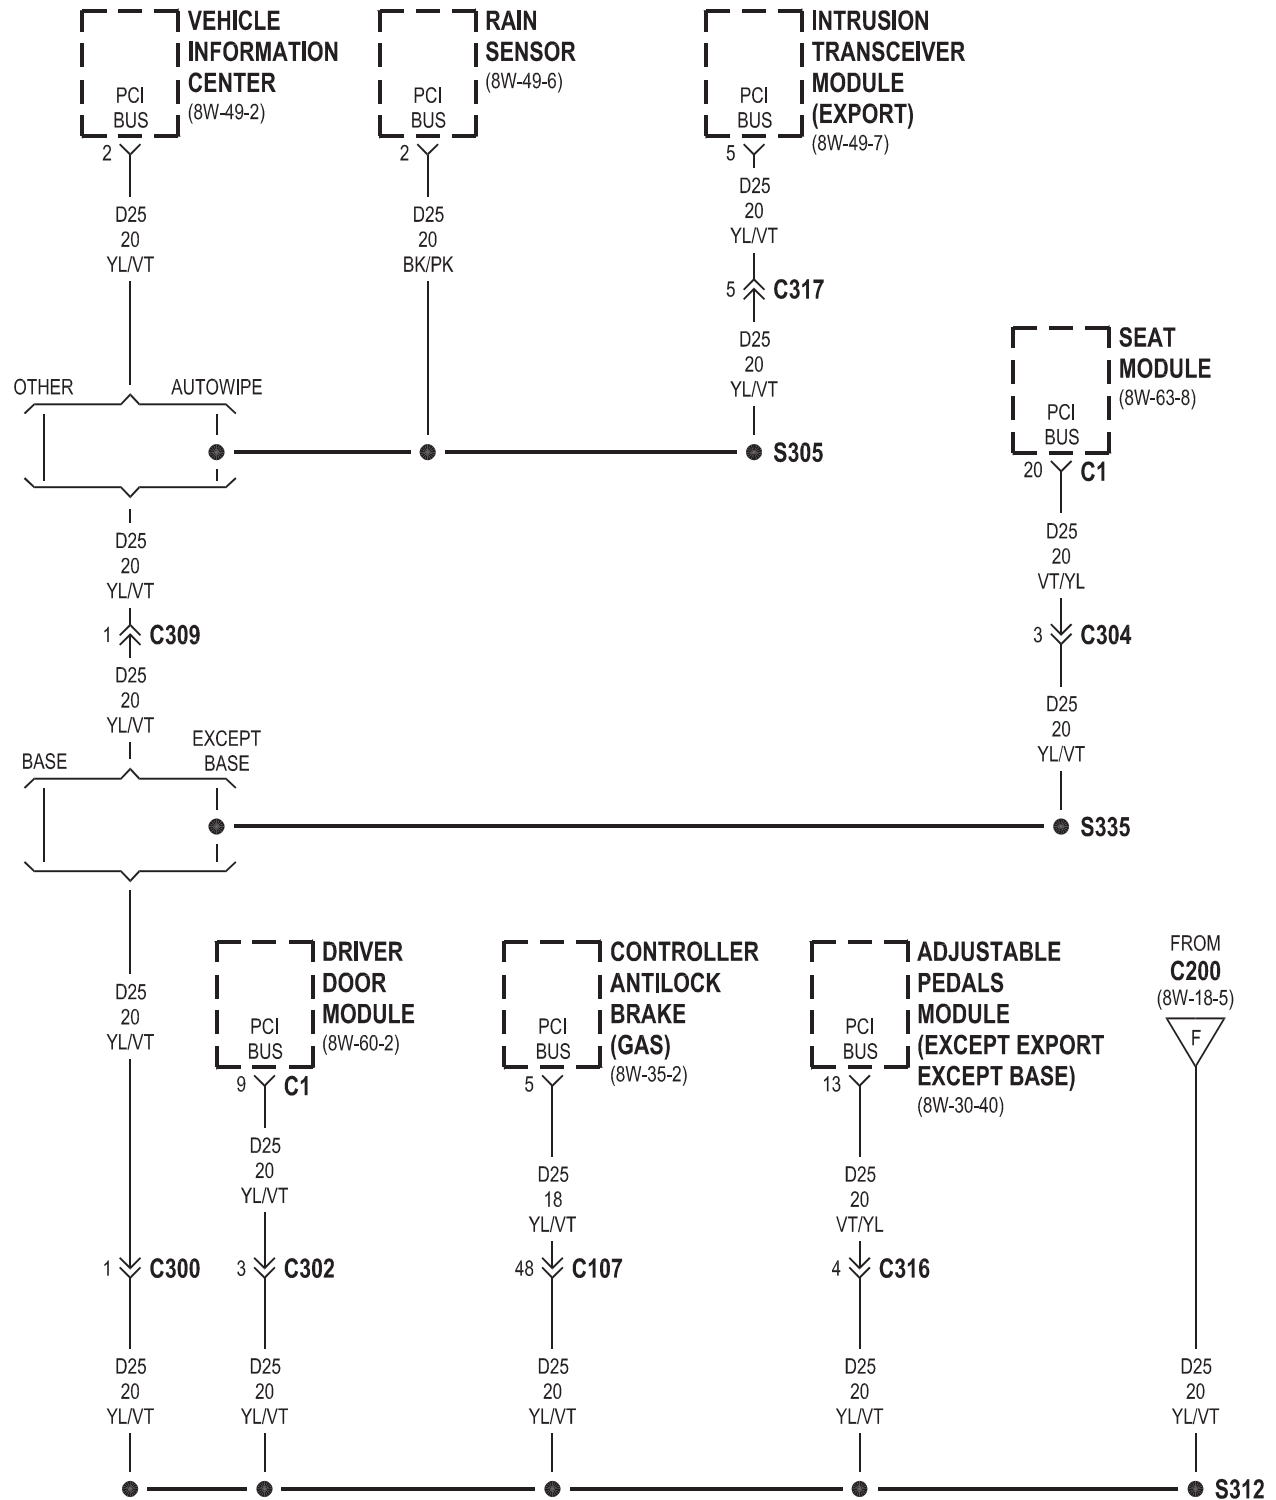 VEHICLE
INFORMATION
CENTER
(8W-49-2)
PCI
BUS
2
D25
20
YL/VT
RAIN
SENSOR
(8W-49-6)
PCI
BUS
2
D25
20
BK/PK
INTRUSION
TRANSCEIVER
MODULE
(EXPORT)
(8W-49-7)
PCI
BUS
5
D25
20
YL/VT
5
C317
D25
20
YL/VT
SEAT
MODULE
(8W-63-8)
PCI
BUS
20
C1
D25
20
VT/YL
3
C304
D25
20
YL/VT
OTHER
AUTOWIPE
S305
D25
20
YL/VT
1
C309
D25
20
YL/VT
BASE
EXCEPT
BASE
S335
D25
20
YL/VT
1
C300
D25
20
YL/VT
DRIVER
DOOR
MODULE
(8W-60-2)
PCI
BUS
9
C1
D25
20
YL/VT
3
C302
D25
20
YL/VT
CONTROLLER
ANTILOCK
BRAKE
(GAS)
(8W-35-2)
PCI
BUS
5
D25
18
YL/VT
48
C107
D25
20
YL/VT
ADJUSTABLE
PEDALS
MODULE
(EXCEPT EXPORT
EXCEPT BASE)
(8W-30-40)
PCI
BUS
13
D25
20
VT/YL
4
C316
D25
20
YL/VT
FROM
C200
(8W-18-5)
F
D25
20
YL/VT
S312